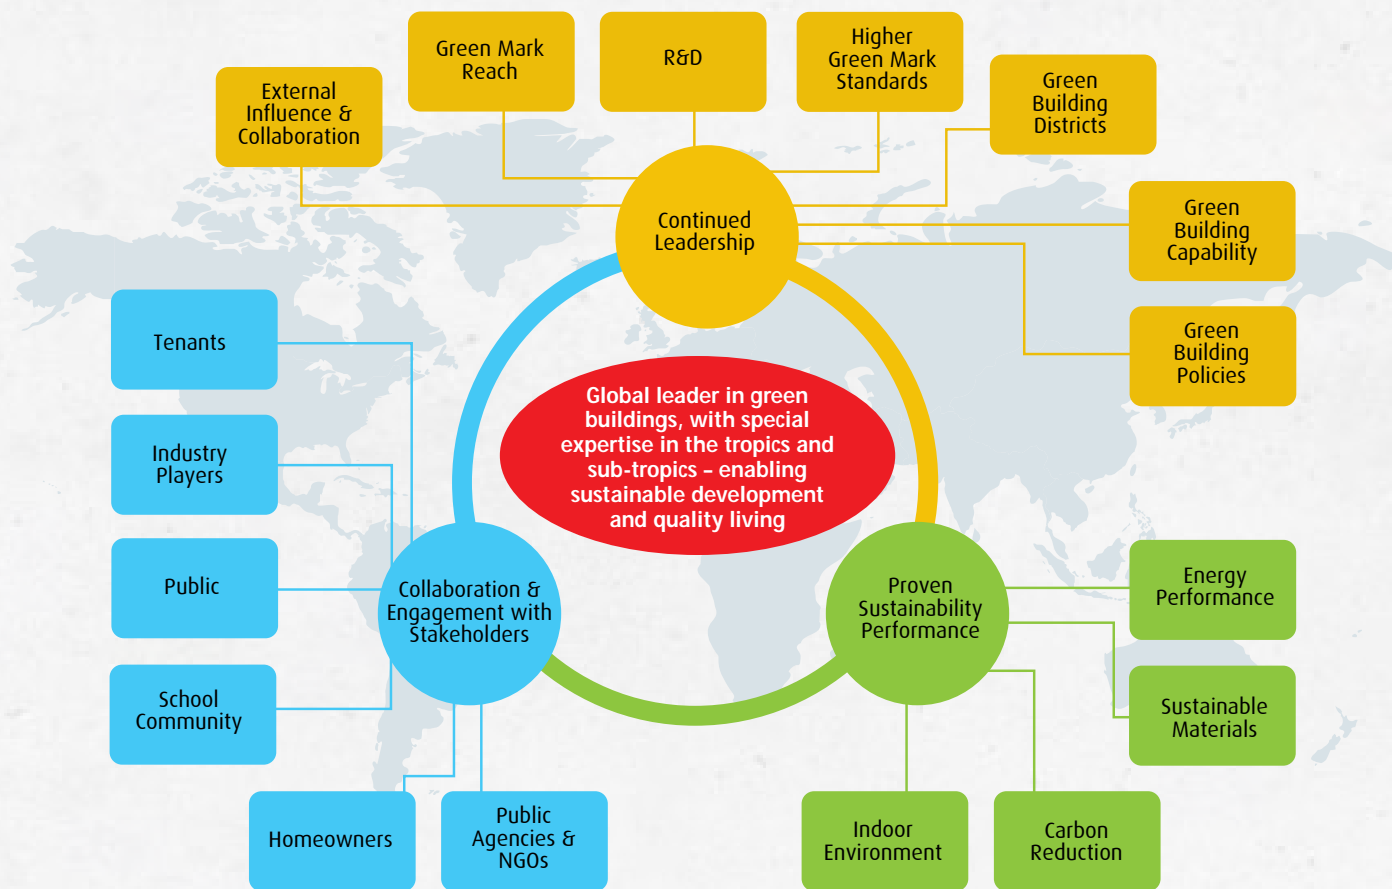 External
Influence &
Collaboration
Green Mark
Reach
R&D
Higher
Green Mark
Standards
Green
Building
Districts
Continued
Leadership
Green
Building
Capability
Green
Building
Policies
Tenants
Industry
Players
Public
School
Community
Homeowners
Public
Agencies &
NGOs
Collaboration &
Engagement with
Stakeholders
Global leader in green
buildings, with special
expertise in the tropics and
sub-tropics – enabling
sustainable development
and quality living
Proven
Sustainability
Performance
Energy
Performance
Sustainable
Materials
Indoor
Environment
Carbon
Reduction